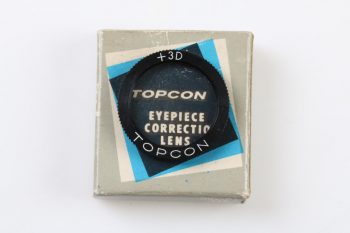 +3D
TOPCON
EYEPIECE
CORRECTIO
LENS
TOPCON